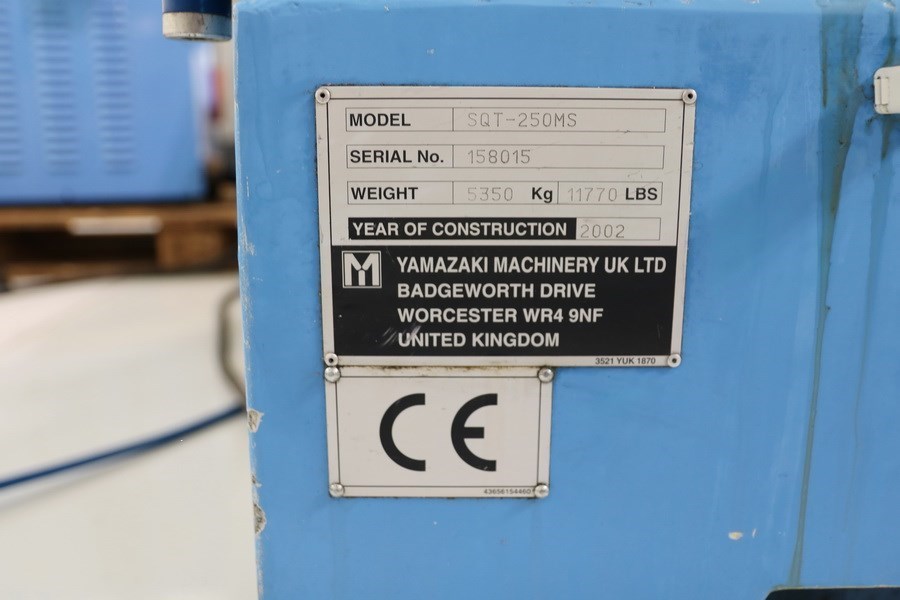 MODEL SQT-250MS
SERIAL No. 158015
WEIGHT 5350 Kg 11770 LBS
YEAR OF CONSTRUCTION 2002
M YAMAZAKI MACHINERY UK LTD
BADGEWORTH DRIVE
WORCESTER WR4 9NF
UNITED KINGDOM
3521 YUK 1870
CE
43656154460